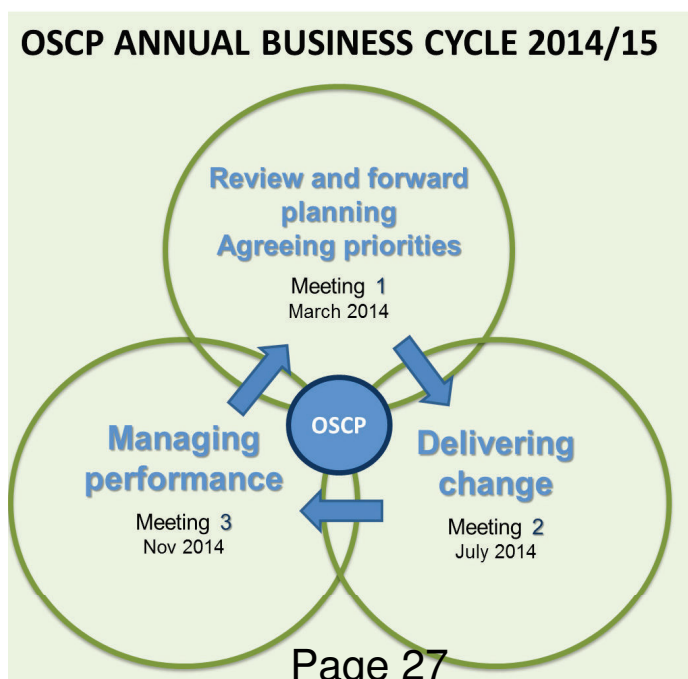 OSCP ANNUAL BUSINESS CYCLE 2014/15
Review and forward
planning
Agreeing priorities
Meeting 1
March 2014
OSCP
Managing
performance
Meeting 3
Nov 2014
Delivering
change
Meeting 2
July 2014
Page 27